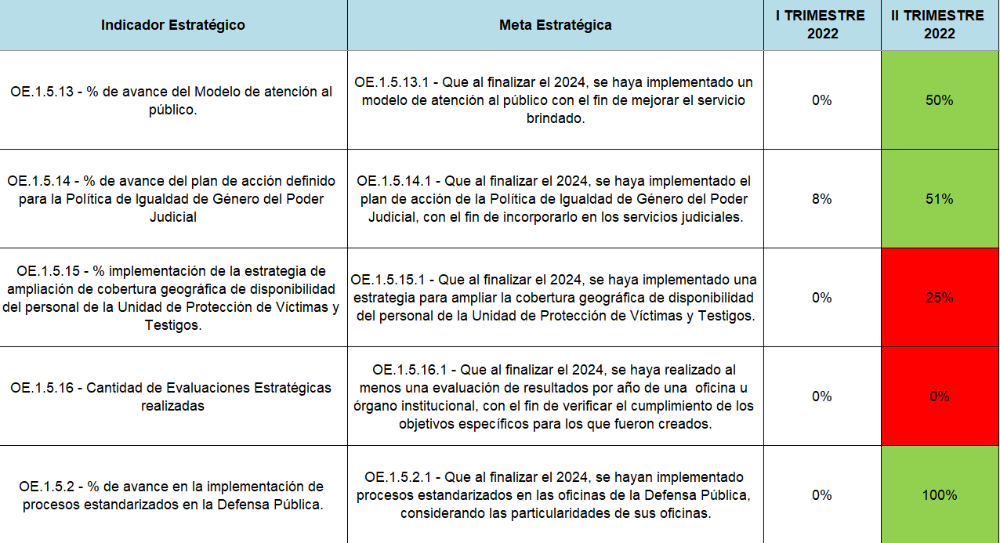 Indicador Estratégico
Meta Estratégica
I TRIMESTRE
2022
II TRIMESTRE
2022
OE.1.5.13 - % de avance del Modelo de atención al
público.
OE.1.5.13.1 - Que al finalizar el 2024, se haya implementado un
modelo de atención al público con el fin de mejorar el servicio
brindado.
0%
50%
OE.1.5.14 - % de avance del plan de acción definido
para la Política de Igualdad de Género del Poder
Judicial
OE.1.5.14.1 - Que al finalizar el 2024, se haya implementado el
plan de acción de la Política de Igualdad de Género del Poder
Judicial, con el fin de incorporarlo en los servicios judiciales.
8%
51%
OE.1.5.15 - % implementación de la estrategia de
ampliación de cobertura geográfica de disponibilidad
del personal de la Unidad de Protección de Víctimas y
Testigos.
OE.1.5.15.1 - Que al finalizar el 2024, se haya implementado una
estrategia para ampliar la cobertura geográfica de disponibilidad
del personal de la Unidad de Protección de Víctimas y Testigos.
0%
25%
OE.1.5.16 - Cantidad de Evaluaciones Estratégicas
realizadas
OE.1.5.16.1 - Que al finalizar el 2024, se haya realizado al
menos una evaluación de resultados por año de una  oficina u
órgano institucional, con el fin de verificar el cumplimiento de los
objetivos específicos para los que fueron creados.
0%
0%
OE.1.5.2 - % de avance en la implementación de
procesos estandarizados en la Defensa Pública.
OE.1.5.2.1 - Que al finalizar el 2024, se hayan implementado
procesos estandarizados en las oficinas de la Defensa Pública,
considerando las particularidades de sus oficinas.
0%
100%